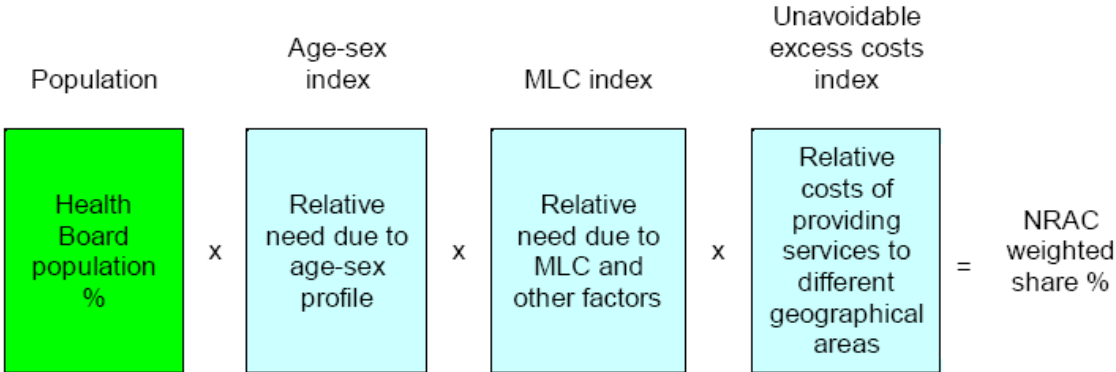 Population
Age-sex
index
MLC index
Unavoidable
excess costs
index
Health
Board
population
%
x
Relative
need due to
age-sex
profile
x
Relative
need due to
MLC and
other factors
x
Relative
costs of
providing
services to
different
geographical
areas
=
NRAC
weighted
share %